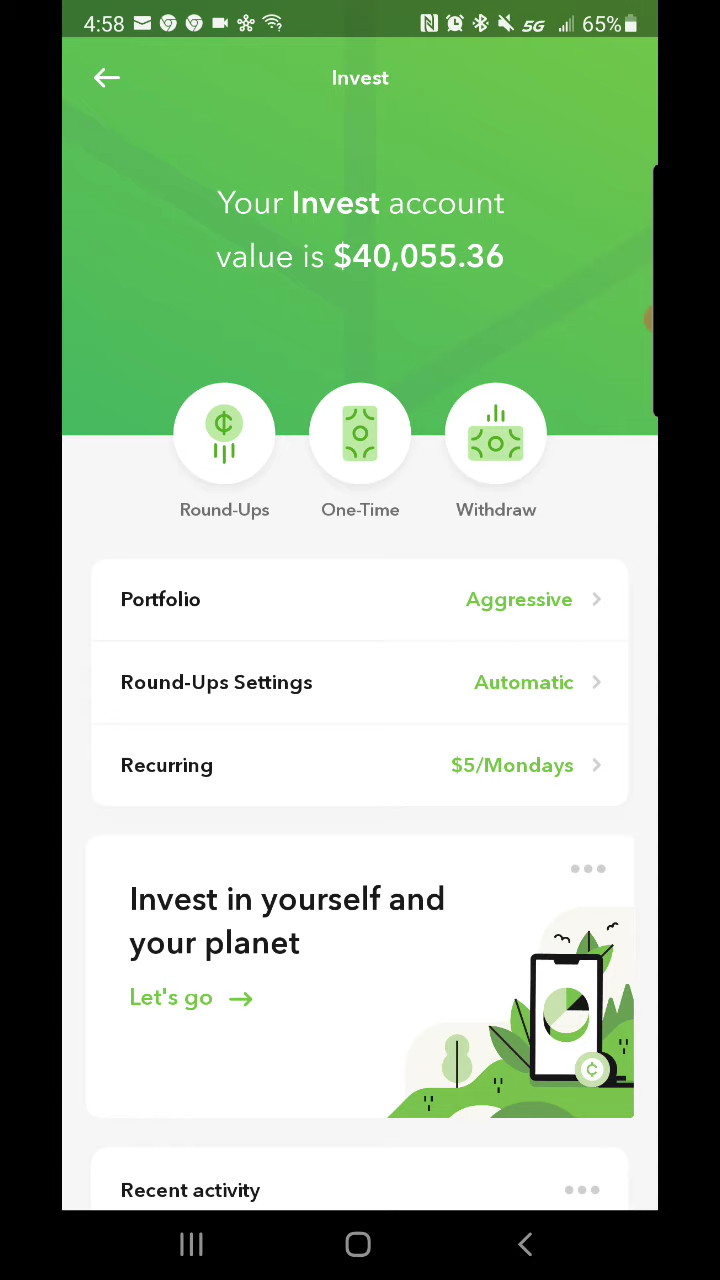 4:58 5G 65%
Invest
Your Invest account
value is $40,055.36
Round-Ups One-Time Withdraw
Portfolio Aggressive
Round-Ups Settings Automatic
Recurring $5/Mondays
Invest in yourself and
your planet
Let's go
Recent activity